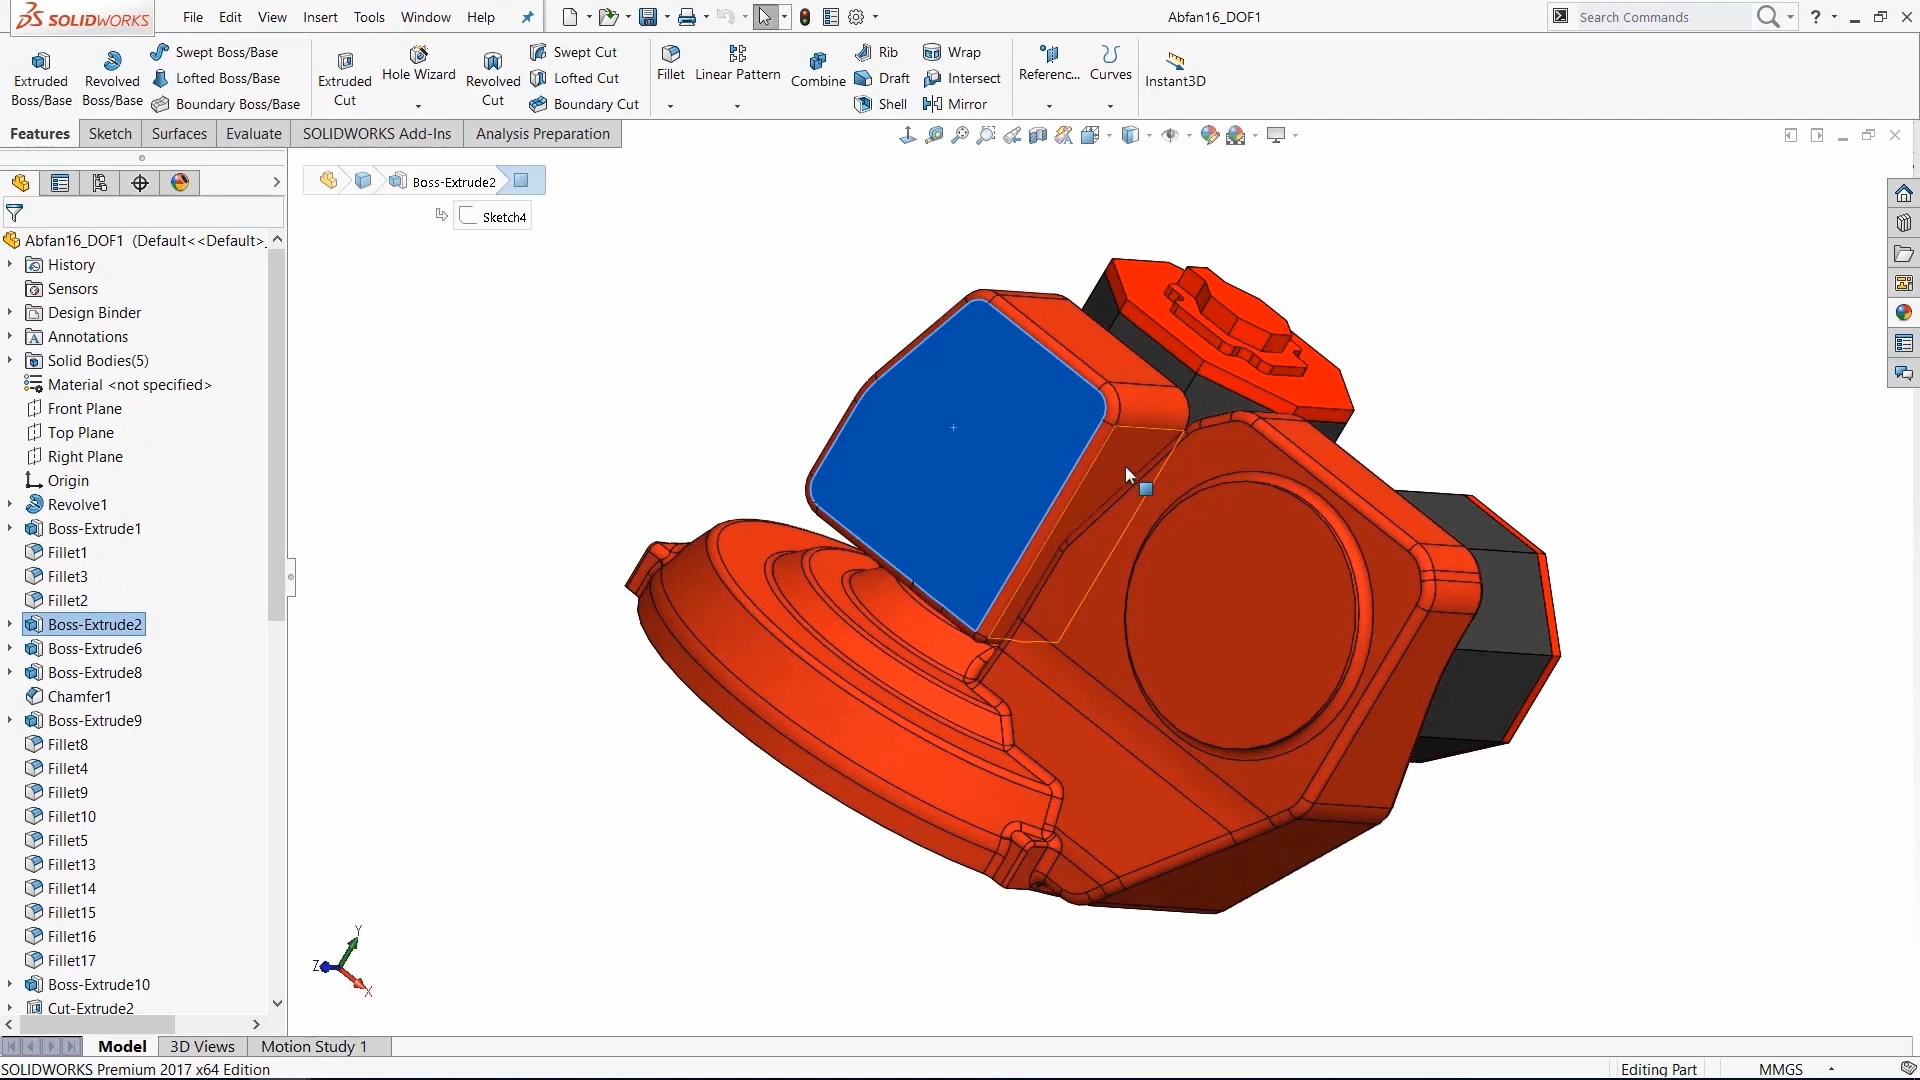 SOLIDWORKS File Edit View Insert Tools Window Help Abfan16_DOF1 Search Commands ?
Extruded Boss/Base
Revolved Boss/Base
Swept Boss/Base
Lofted Boss/Base
Boundary Boss/Base
Extruded Cut
Hole Wizard
Revolved Cut
Swept Cut
Lofted Cut
Boundary Cut
Fillet
Linear Pattern
Combine
Rib
Draft
Shell
Wrap
Intersect
Mirror
Referenc...
Curves
Instant3D
Features Sketch Surfaces Evaluate SOLIDWORKS Add-Ins Analysis Preparation
Boss-Extrude2
Sketch4
Abfan16_DOF1 (Default<<Default>_
History
Sensors
Design Binder
Annotations
Solid Bodies(5)
Material <not specified>
Front Plane
Top Plane
Right Plane
Origin
Revolve1
Boss-Extrude1
Fillet1
Fillet3
Fillet2
Boss-Extrude2
Boss-Extrude6
Boss-Extrude8
Chamfer1
Boss-Extrude9
Fillet8
Fillet4
Fillet9
Fillet10
Fillet5
Fillet13
Fillet14
Fillet15
Fillet16
Fillet17
Boss-Extrude10
Cut-Extrude2
Y
Z
X
Model 3D Views Motion Study 1
SOLIDWORKS Premium 2017 x64 Edition Editing Part MMGS